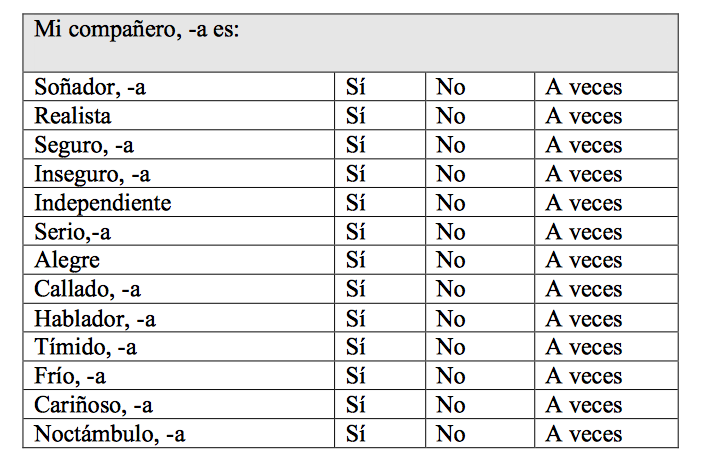 Mi compañero, -a es:
Soñador, -a Sí No A veces
Realista Sí No A veces
Seguro, -a Sí No A veces
Inseguro, -a Sí No A veces
Independiente Sí No A veces
Serio,-a Sí No A veces
Alegre Sí No A veces
Callado, -a Sí No A veces
Hablador, -a Sí No A veces
Tímido, -a Sí No A veces
Frío, -a Sí No A veces
Cariñoso, -a Sí No A veces
Noctámbulo, -a Sí No A veces